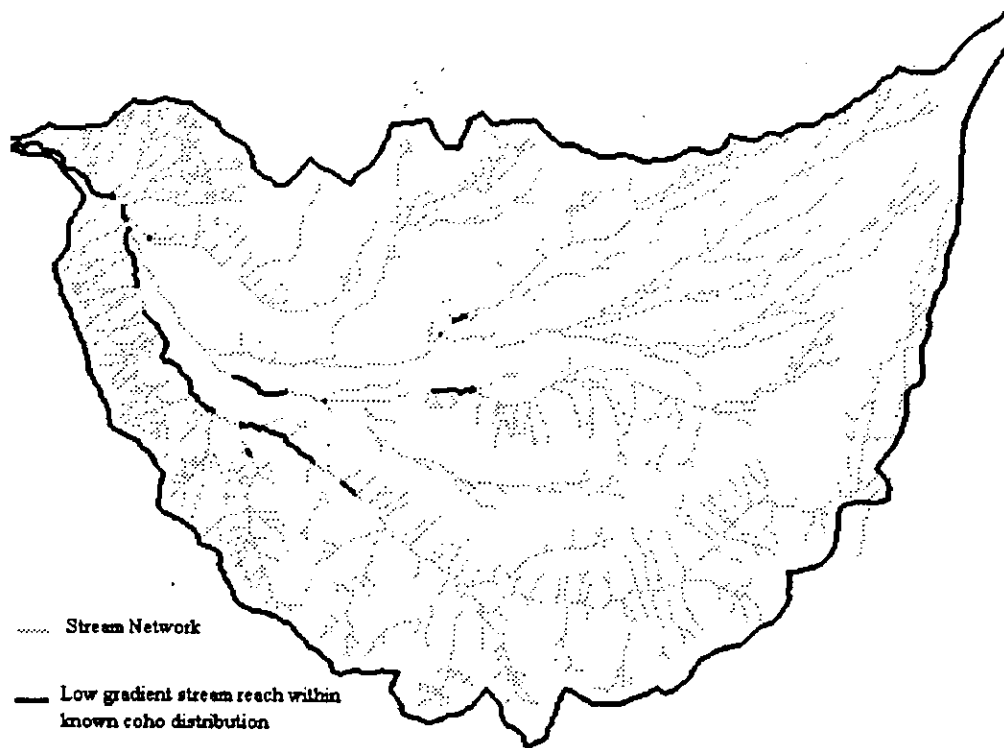 Stream Network
Low gradient stream reach within
known coho distribution